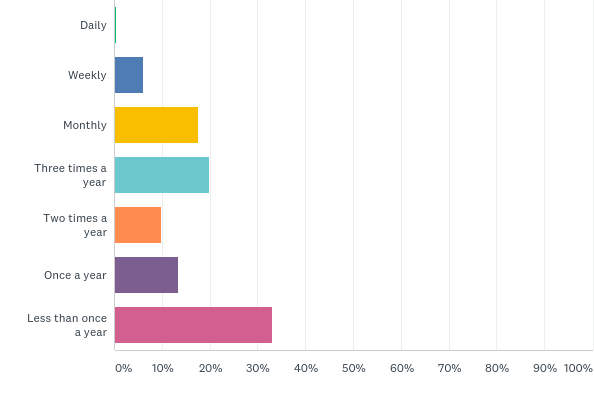 Daily
Weekly
Monthly
Three times a
year
Two times a
year
Once a year
Less than once
a year
0% 10% 20% 30% 40% 50% 60% 70% 80% 90% 100%